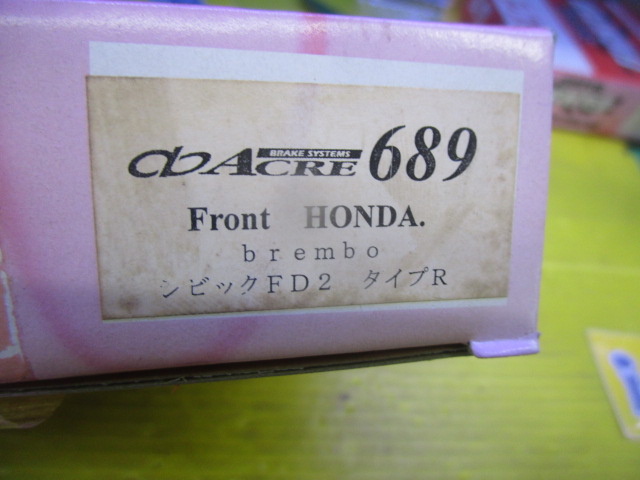 BRAKE SYSTEMS
ACRE 689
Front HONDA.
brembo
シビックFD2 タイプR